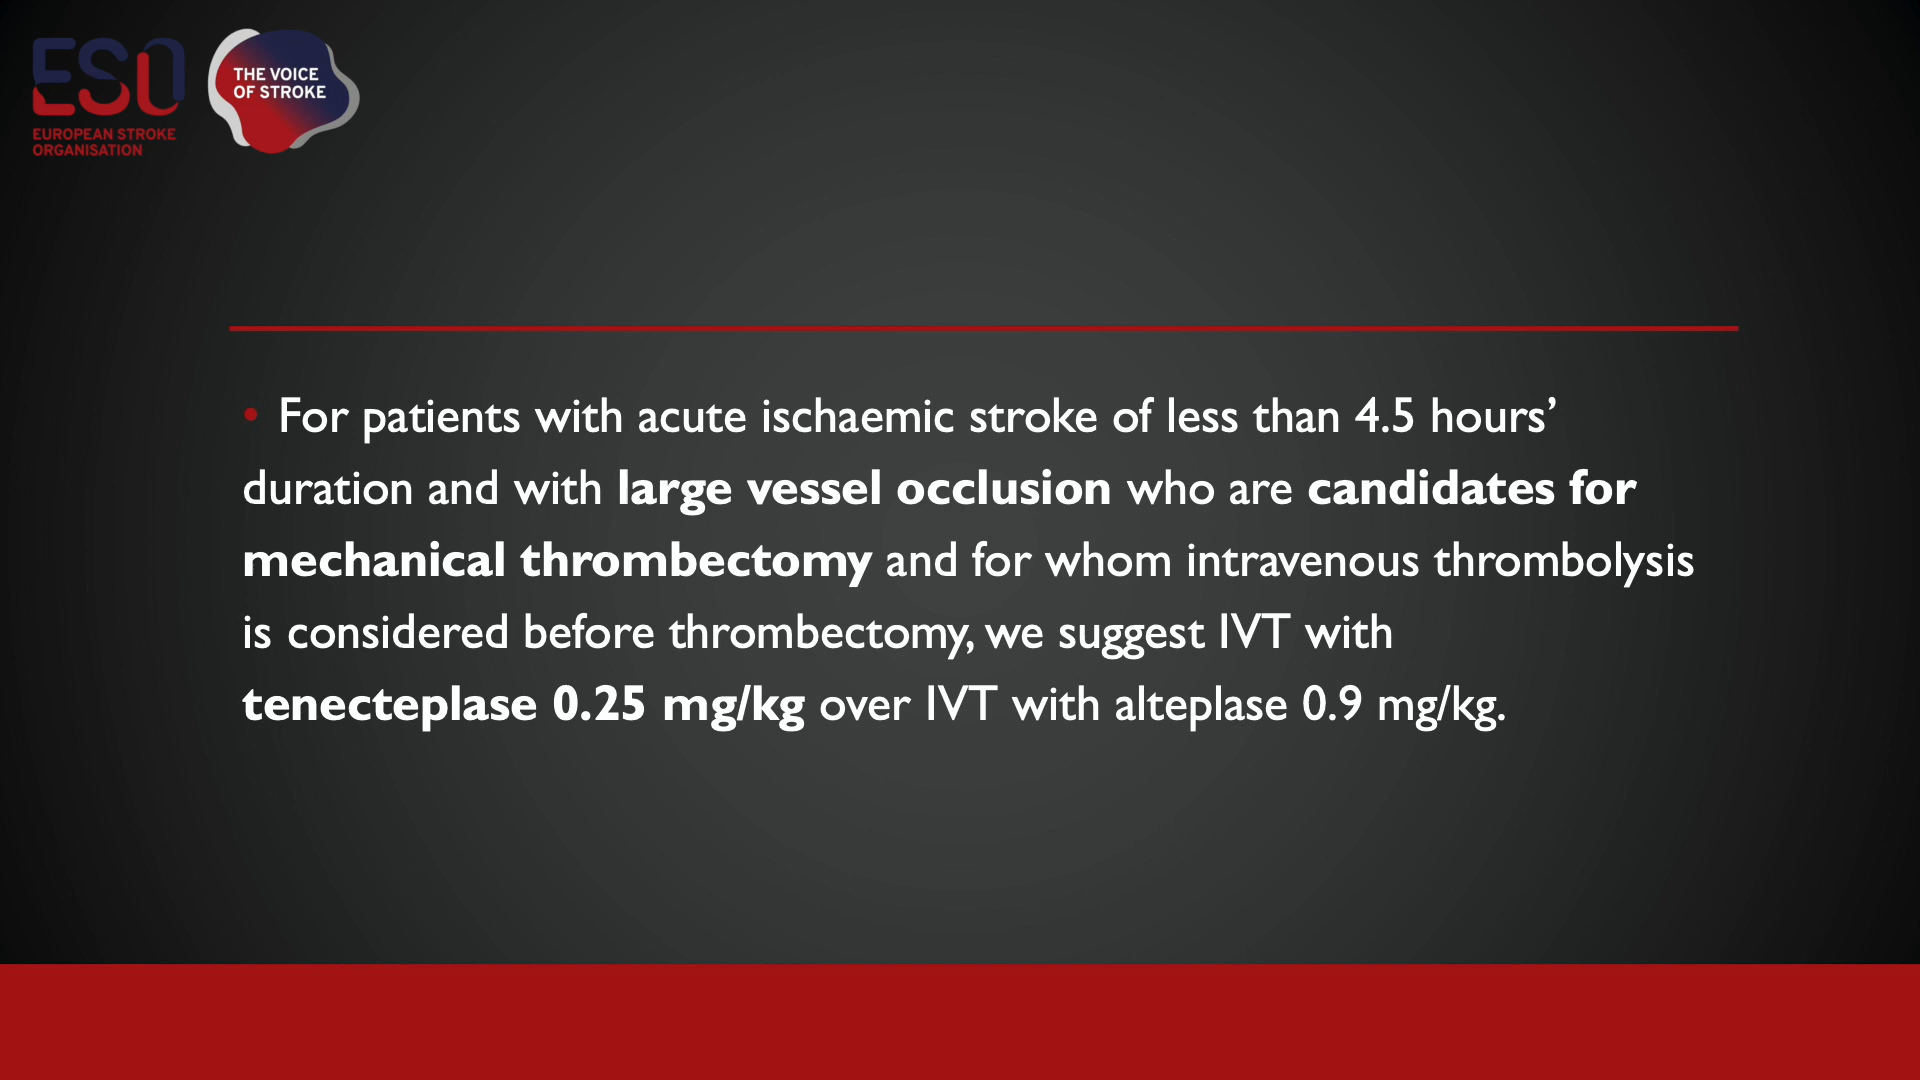 ESO
EUROPEAN STROKE
ORGANISATION
THE VOICE
OF STROKE
• For patients with acute ischaemic stroke of less than 4.5 hours’
duration and with large vessel occlusion who are candidates for
mechanical thrombectomy and for whom intravenous thrombolysis
is considered before thrombectomy, we suggest IVT with
tenecteplase 0.25 mg/kg over IVT with alteplase 0.9 mg/kg.